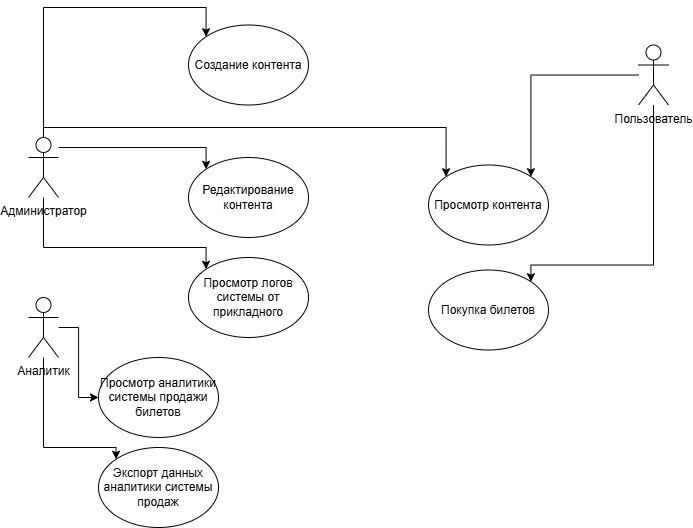 Создание контента
Пользователь
Редактирование
контента
Просмотр контента
Администратор
Просмотр логов
системы от
прикладного
Покупка билетов
Аналитик
Просмотр аналитики
системы продажи
билетов
Экспорт данных
аналитики системы
продаж